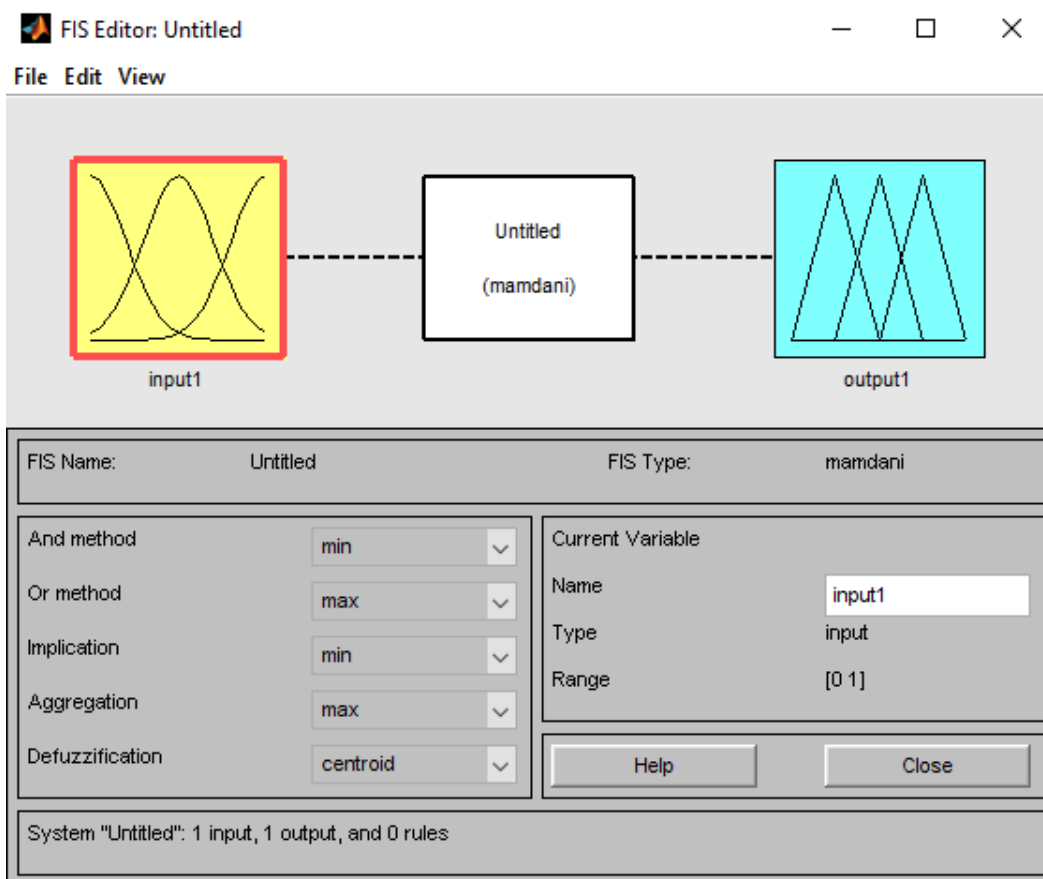 FIS Editor: Untitled
File Edit View
Untitled
(mamdani)
input1
output1
FIS Name: Untitled FIS Type: mamdani
And method min
Or method max
Implication min
Aggregation max
Defuzzification centroid
Current Variable
Name input1
Type input
Range [0 1]
Help Close
System "Untitled": 1 input, 1 output, and 0 rules